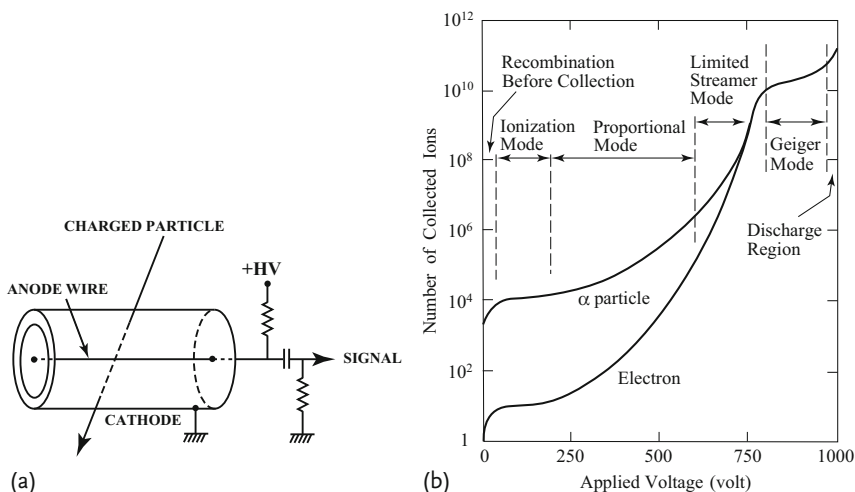 CHARGED PARTICLE
ANODE WIRE
+HV
SIGNAL
CATHODE
(a)
Number of Collected Ions
10¹²
10¹⁰
10⁸
10⁶
10⁴
10²
1
Recombination
Before Collection
Ionization
Mode
Proportional
Mode
Limited
Streamer
Mode
Geiger
Mode
Discharge
Region
α particle
Electron
0
250
500
750
1000
Applied Voltage (volt)
(b)